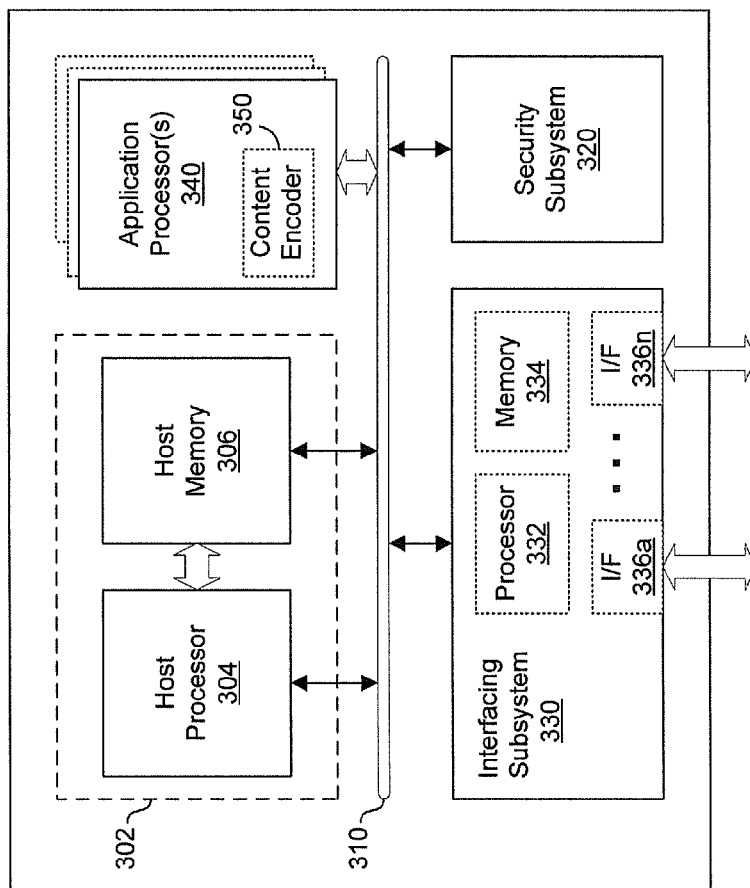 302
Host
Processor
304
Host
Memory
306
Application
Processor(s)
340
350
Content
Encoder
310
Interfacing
Subsystem
330
Processor
332
Memory
334
I/F
336a
I/F
336n
Security
Subsystem
320